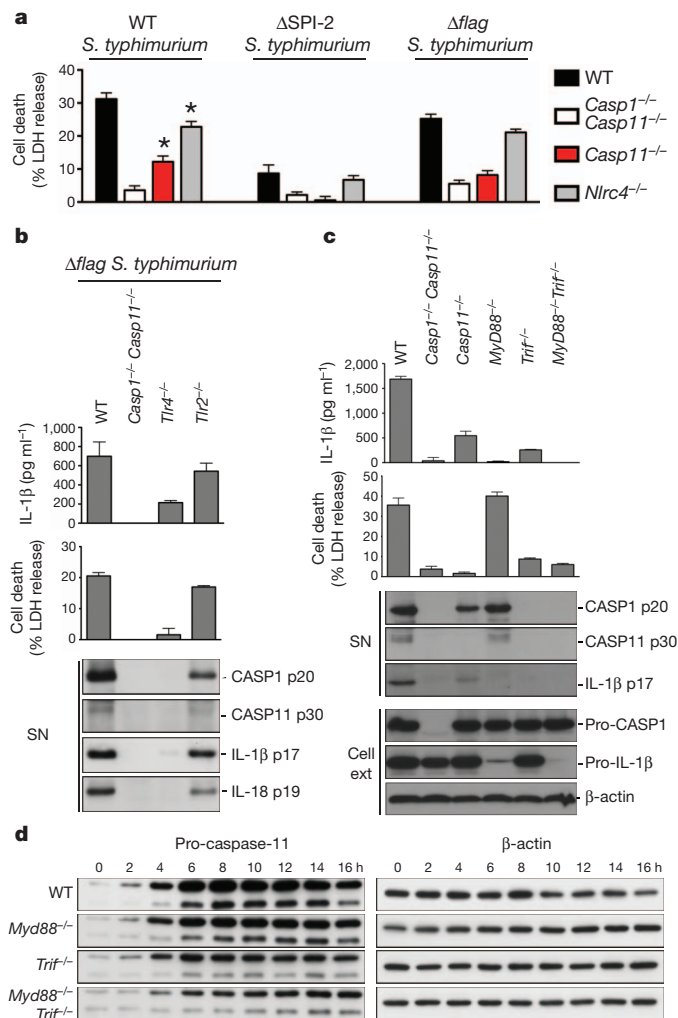 a
WT
S. typhimurium
ΔSPI-2
S. typhimurium
Δflag
S. typhimurium
Cell death
(% LDH release)
40
30
20
10
0
*
*
WT
Casp1–/–
Casp11–/–
Casp11–/–
Nlrc4–/–
b
Δflag S. typhimurium
WT
Casp1–/– Casp11–/–
Tlr4–/–
Tlr2–/–
IL-1β (pg ml–1)
1,000
800
600
400
200
0
Cell death
(% LDH release)
30
20
10
0
SN
CASP1 p20
CASP11 p30
IL-1β p17
IL-18 p19
c
WT
Casp1–/– Casp11–/–
Casp11–/–
MyD88–/–
Trif–/–
MyD88–/–Trif–/–
IL-1β (pg ml–1)
2,000
1,500
1,000
500
0
Cell death
(% LDH release)
50
40
30
20
10
0
SN
CASP1 p20
CASP11 p30
IL-1β p17
Cell
ext
Pro-CASP1
Pro-IL-1β
β-actin
d
Pro-caspase-11
β-actin
0 2 4 6 8 10 12 14 16 h
0 2 4 6 8 10 12 14 16 h
WT
Myd88–/–
Trif–/–
Myd88–/–
Trif–/–